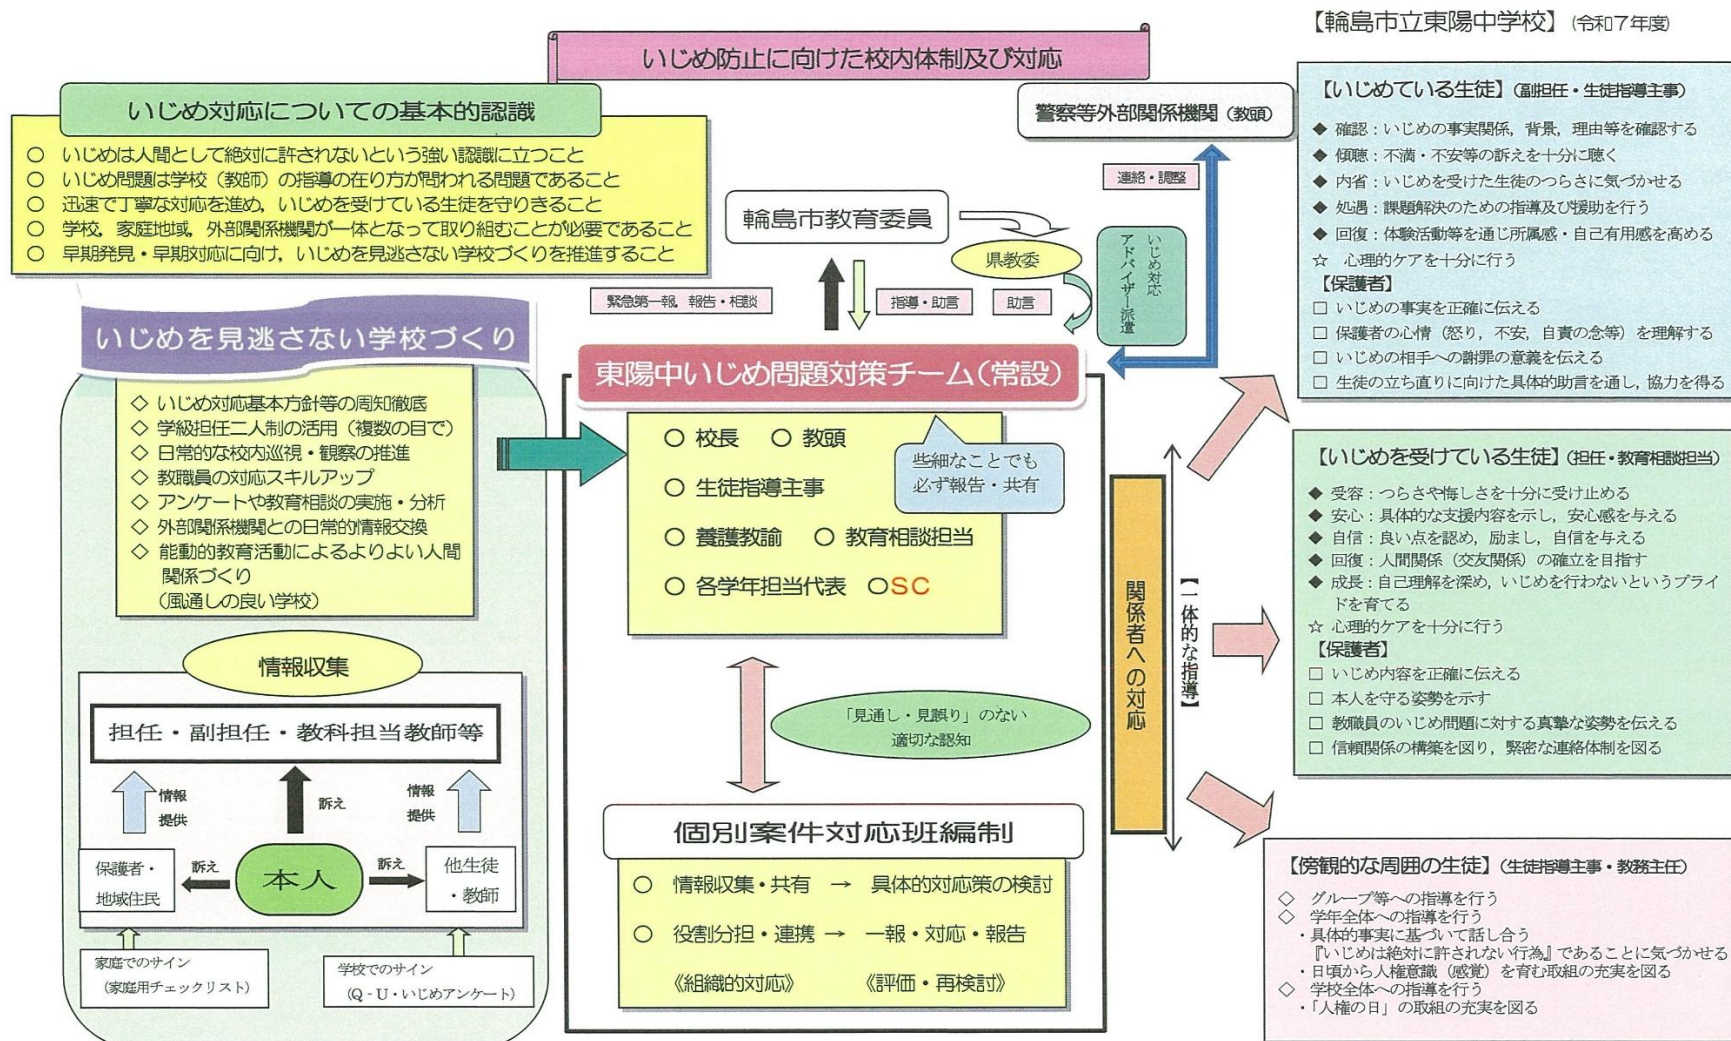 【輪島市立東陽中学校】(令和7年度)
いじめ防止に向けた校内体制及び対応
いじめ対応についての基本的認識
○ いじめは人間として絶対に許されないという強い認識に立つこと
○ いじめ問題は学校(教師)の指導の在り方が問われる問題であること
○ 迅速で丁寧な対応を進め,いじめを受けている生徒を守りきること
○ 学校,家庭地域,外部関係機関が一体となって取り組むことが必要であること
○ 早期発見・早期対応に向け,いじめを見逃さない学校づくりを推進すること
警察等外部関係機関(教頭)
連絡・調整
輪島市教育委員
県教委
いじめ対応
アドバイザー派遣
緊急第一報,報告・相談
指導・助言
助言
いじめを見逃さない学校づくり
◇ いじめ対応基本方針等の周知徹底
◇ 学級担任二人制の活用(複数の目で)
◇ 日常的な校内巡視・観察の推進
◇ 教職員の対応スキルアップ
◇ アンケートや教育相談の実施・分析
◇ 外部関係機関との日常的情報交換
◇ 能動的教育活動によるよりよい人間
関係づくり
(風通しの良い学校)
情報収集
担任・副担任・教科担当教師等
情報
提供
訴え
情報
提供
保護者・
地域住民
訴え
本人
訴え
他生徒
・教師
家庭でのサイン
(家庭用チェックリスト)
学校でのサイン
(Q-U・いじめアンケート)
東陽中いじめ問題対策チーム(常設)
○ 校長 ○ 教頭
○ 生徒指導主事
○ 養護教諭 ○ 教育相談担当
○ 各学年担当代表 ○SC
些細なことでも
必ず報告・共有
「見通し・見誤り」のない
適切な認知
個別案件対応班編制
○ 情報収集・共有 → 具体的対応策の検討
○ 役割分担・連携 → 一報・対応・報告
《組織的対応》 《評価・再検討》
関係者への対応
【一体的な指導】
【いじめている生徒】(副担任・生徒指導主事)
◆ 確認:いじめの事実関係,背景,理由等を確認する
◆ 傾聴:不満・不安等の訴えを十分に聴く
◆ 内省:いじめを受けた生徒のつらさに気づかせる
◆ 処遇:課題解決のための指導及び援助を行う
◆ 回復:体験活動等を通じ所属感・自己有用感を高める
☆ 心理的ケアを十分に行う
【保護者】
□ いじめの事実を正確に伝える
□ 保護者の心情(怒り,不安,自責の念等)を理解する
□ いじめの相手への謝罪の意義を伝える
□ 生徒の立ち直りに向けた具体的助言を通し,協力を得る
【いじめを受けている生徒】(担任・教育相談担当)
◆ 受容:つらさや悔しさを十分に受け止める
◆ 安心:具体的な支援内容を示し,安心感を与える
◆ 自信:良い点を認め,励まし,自信を与える
◆ 回復:人間関係(交友関係)の確立を目指す
◆ 成長:自己理解を深め,いじめを行わないというプライ
ドを育てる
☆ 心理的ケアを十分に行う
【保護者】
□ いじめ内容を正確に伝える
□ 本人を守る姿勢を示す
□ 教職員のいじめ問題に対する真摯な姿勢を伝える
□ 信頼関係の構築を図り,緊密な連絡体制を図る
【傍観的な周囲の生徒】(生徒指導主事・教務主任)
◇ グループ等への指導を行う
◇ 学年全体への指導を行う
・具体的事実に基づいて話し合う
『いじめは絶対に許されない行為』であることに気づかせる
・日頃から人権意識(感覚)を育む取組の充実を図る
◇ 学校全体への指導を行う
・「人権の日」の取組の充実を図る